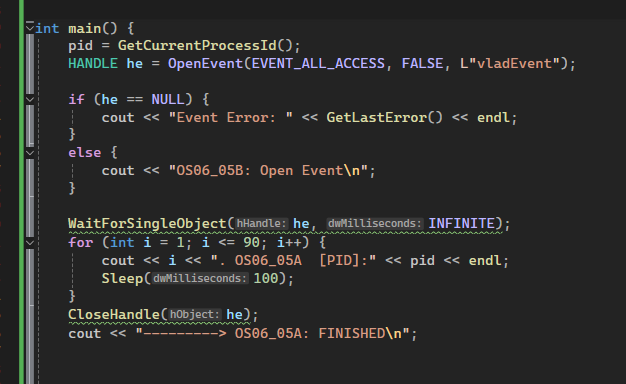 int main() {
pid = GetCurrentProcessId();
HANDLE he = OpenEvent(EVENT_ALL_ACCESS, FALSE, L"vladEvent");
if (he == NULL) {
cout << "Event Error: " << GetLastError() << endl;
}
else {
cout << "OS06_05B: Open Event\n";
}
WaitForSingleObject(hHandle: he, dwMilliseconds: INFINITE);
for (int i = 1; i <= 90; i++) {
cout << i << ". OS06_05A  [PID]:" << pid << endl;
Sleep(dwMilliseconds: 100);
}
CloseHandle(hObject: he);
cout << "---------> OS06_05A: FINISHED\n";